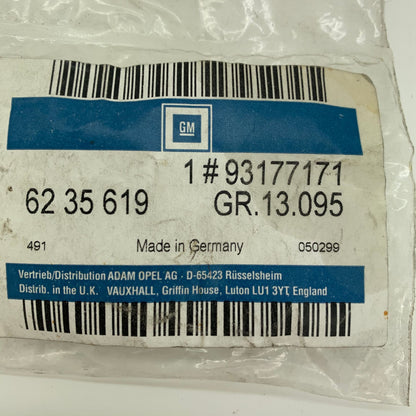 GM
1 # 93177171
62 35 619 GR.13.095
491 Made in Germany 050299
Vertrieb/Distribution ADAM OPEL AG · D-65423 Rüsselsheim
Distrib. in the U.K. VAUXHALL, Griffin House, Luton LU1 3YT, England